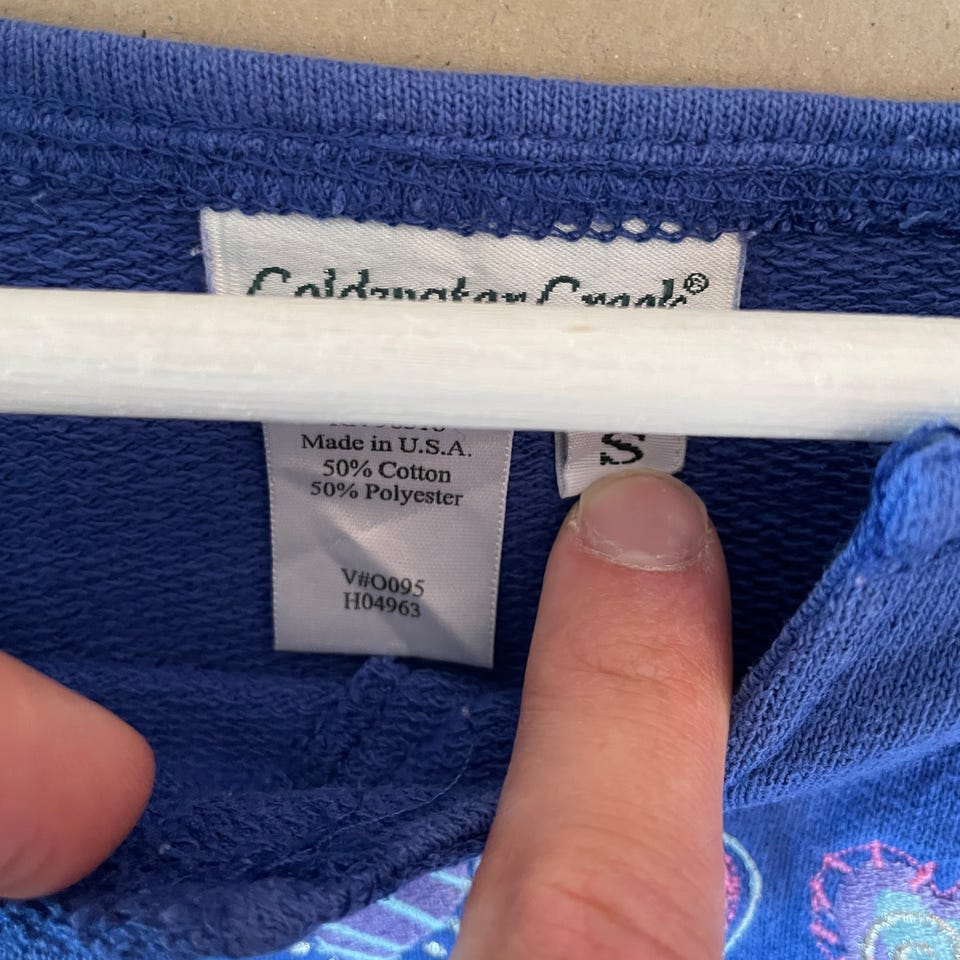 Coldwater Creek®
Made in U.S.A.
50% Cotton
50% Polyester
S
V#O095
H04963